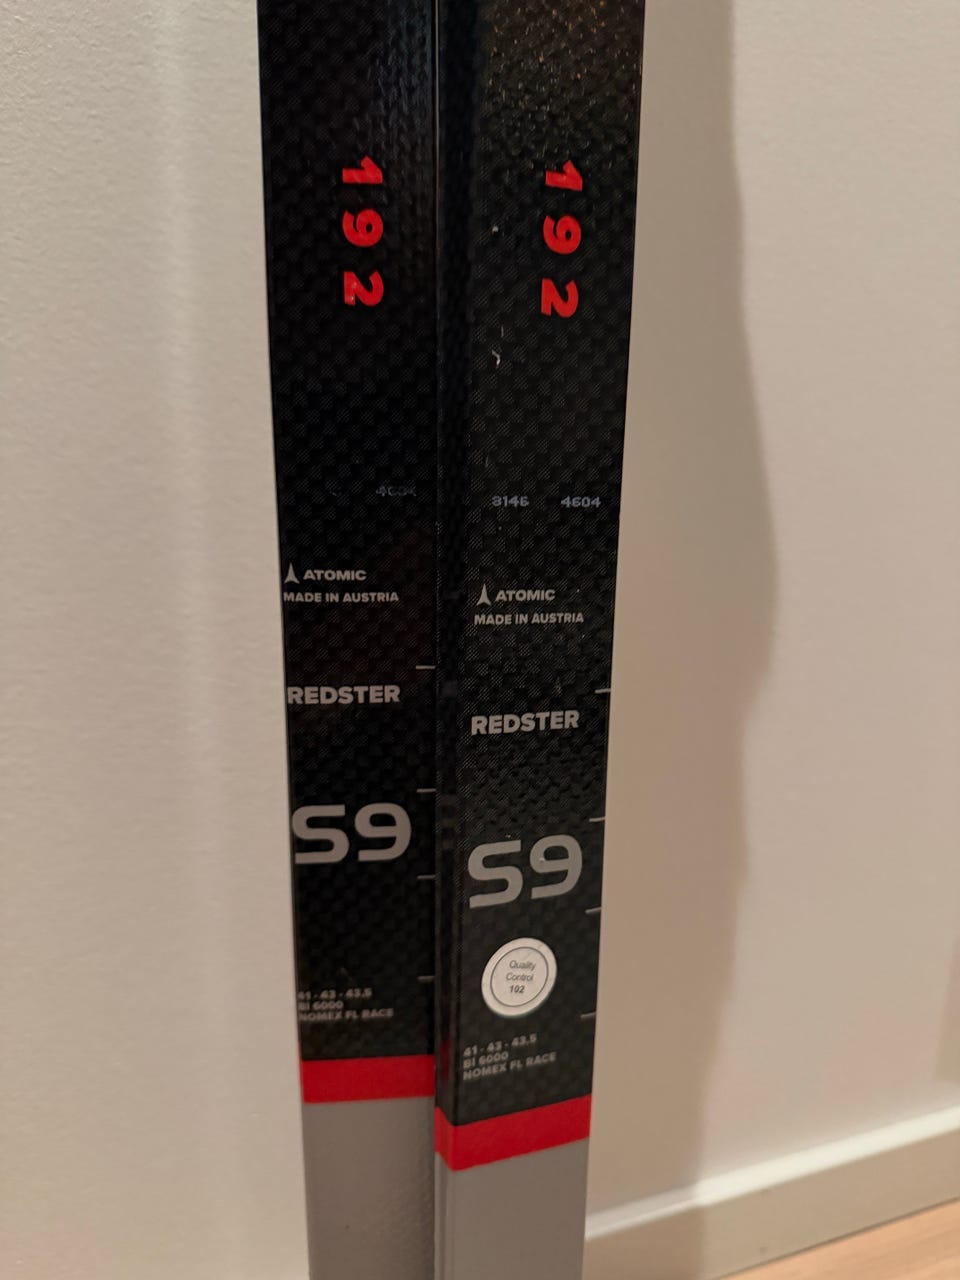 192
4604
ATOMIC
MADE IN AUSTRIA
REDSTER
S9
41 - 43 - 43.5
BI 6000
NOMEX FL RACE
192
3146 4604
ATOMIC
MADE IN AUSTRIA
REDSTER
S9
Quality
Control
102
41 - 43 - 43.5
BI 6000
NOMEX FL RACE